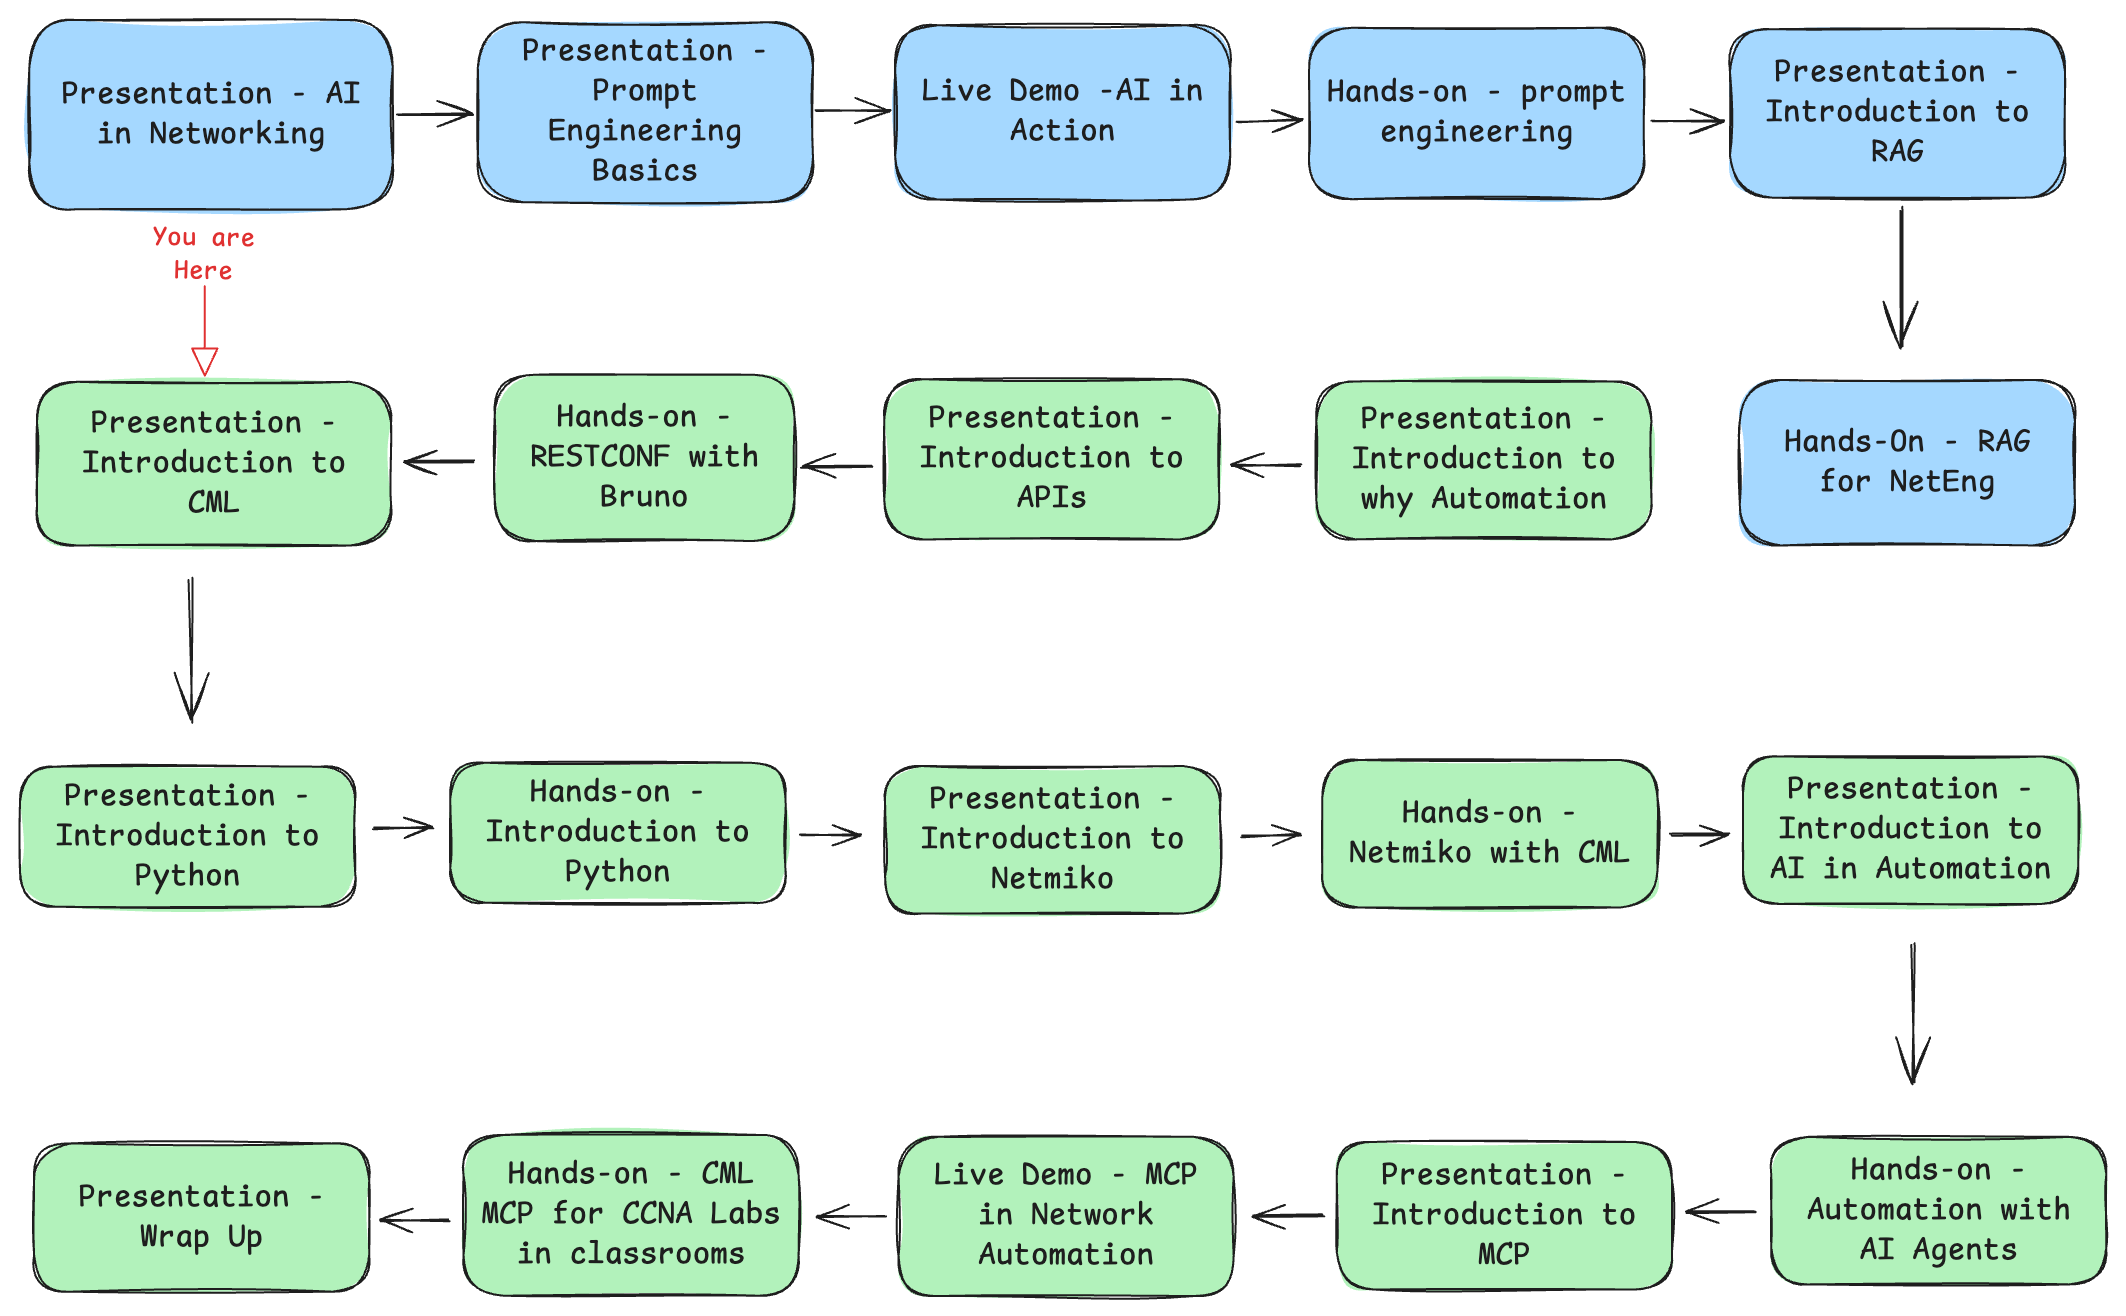 Presentation - AI
in Networking
Presentation -
Prompt
Engineering
Basics
Live Demo -AI in
Action
Hands-on - prompt
engineering
Presentation -
Introduction to
RAG
You are
Here
Presentation -
Introduction to
CML
Hands-on -
RESTCONF with
Bruno
Presentation -
Introduction to
APIs
Presentation -
Introduction to
why Automation
Hands-On - RAG
for NetEng
Presentation -
Introduction to
Python
Hands-on -
Introduction to
Python
Presentation -
Introduction to
Netmiko
Hands-on -
Netmiko with CML
Presentation -
Introduction to
AI in Automation
Presentation -
Wrap Up
Hands-on - CML
MCP for CCNA Labs
in classrooms
Live Demo - MCP
in Network
Automation
Presentation -
Introduction to
MCP
Hands-on -
Automation with
AI Agents